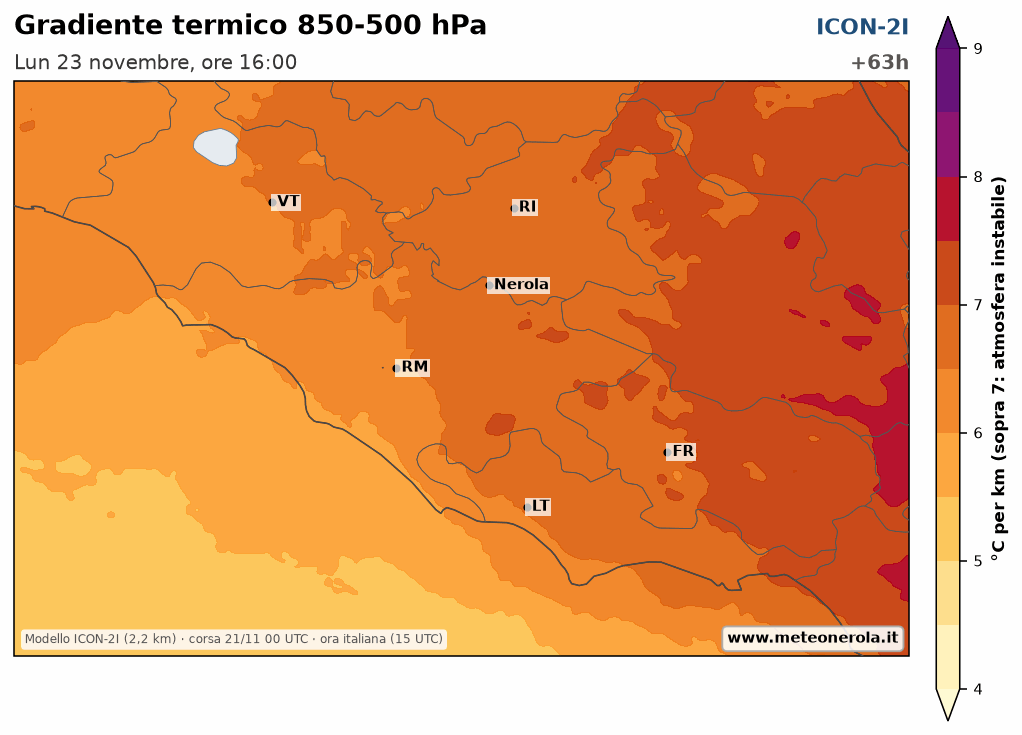 Gradiente termico 850-500 hPa
ICON-2I
Lun 23 novembre, ore 16:00
+63h
9
8
7
6
5
4
°C per km (sopra 7: atmosfera instabile)
VT
RI
Nerola
RM
FR
LT
Modello ICON-2I (2,2 km) · corsa 21/11 00 UTC · ora italiana (15 UTC)
www.meteonerola.it